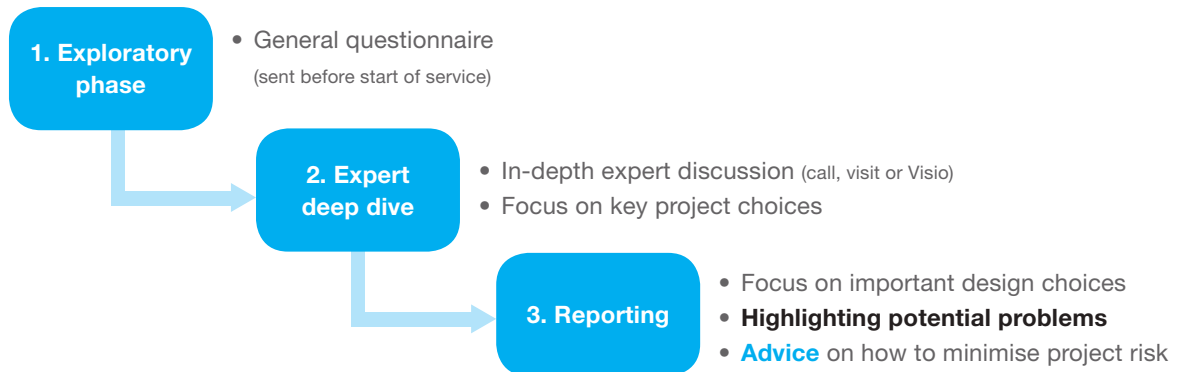 1. Exploratory
phase
• General questionnaire
(sent before start of service)
2. Expert
deep dive
• In-depth expert discussion (call, visit or Visio)
• Focus on key project choices
3. Reporting
• Focus on important design choices
• Highlighting potential problems
• Advice on how to minimise project risk